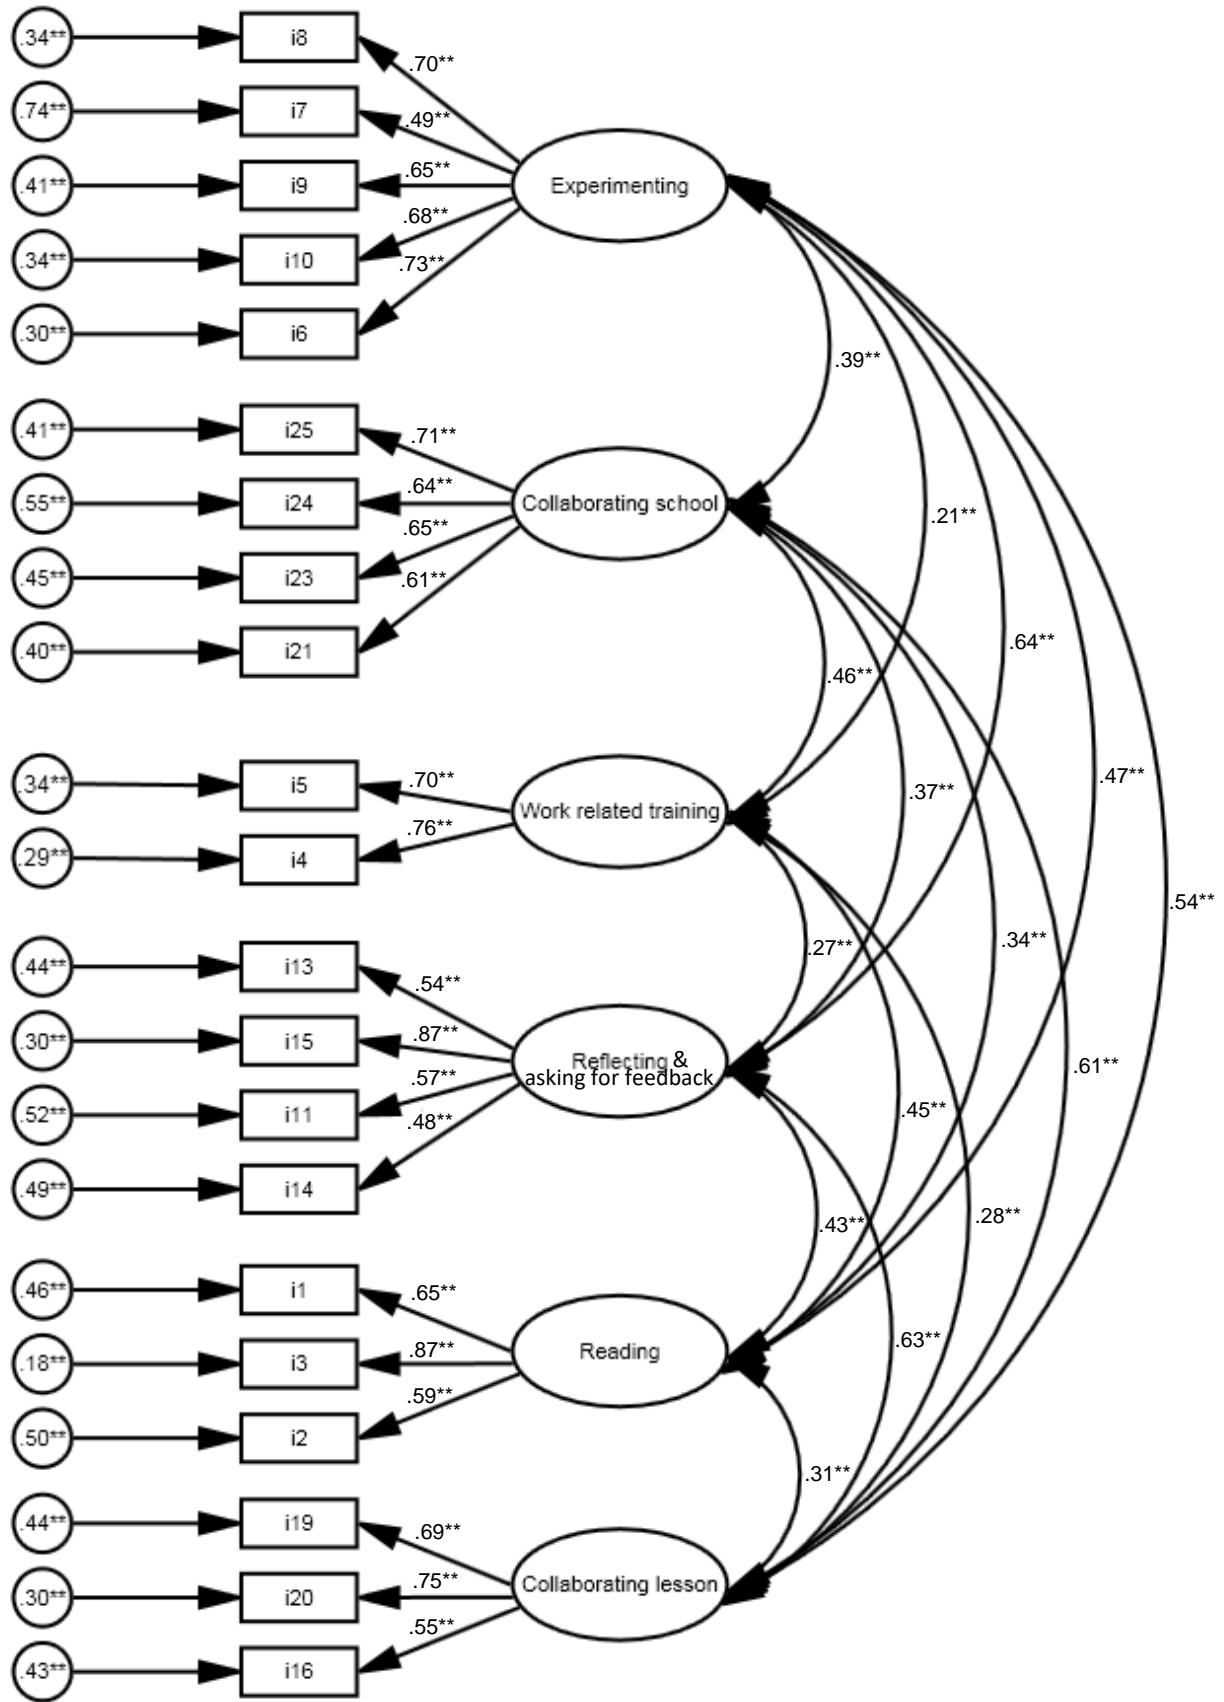 .34** i8 .70**
.74** i7 .49**
.41** i9 .65** Experimenting
.34** i10 .68**
.30** i6 .73**
.39**
.41** i25 .71**
.55** i24 .64** Collaborating school
.21**
.45** i23 .65**
.40** i21 .61**
.64**
.46**
.34** i5 .70**
.47**
.37**
Work related training
.29** i4 .76**
.54**
.34**
.27**
.44** i13 .54**
.30** i15 .87**
Reflecting &
asking for feedback
.61**
.52** i11 .57**
.45**
.49** i14 .48**
.28**
.43**
.46** i1 .65**
.63**
.18** i3 .87** Reading
.50** i2 .59**
.31**
.44** i19 .69**
.30** i20 .75** Collaborating lesson
.43** i16 .55**